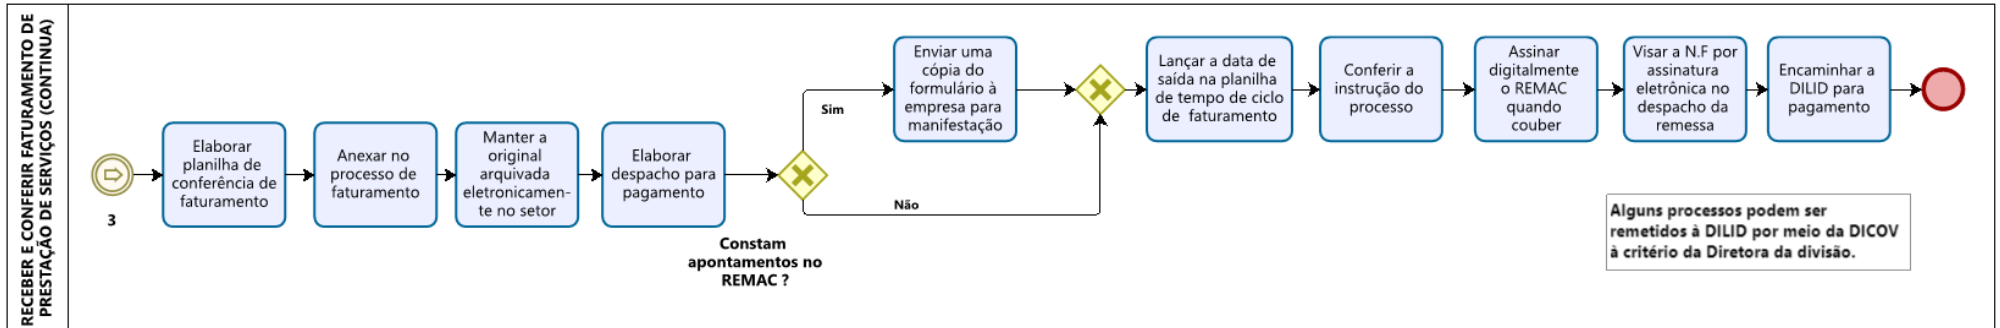 RECEBER E CONFERIR FATURAMENTO DE
PRESTAÇÃO DE SERVIÇOS (CONTINUA)
3
Elaborar
planilha de
conferência de
faturamento
Anexar no
processo de
faturamento
Manter a
original
arquivada
eletronicamen-
te no setor
Elaborar
despacho para
pagamento
Constam
apontamentos no
REMAC ?
Sim
Não
Enviar uma
cópia do
formulário à
empresa para
manifestação
Lançar a data de
saída na planilha
de tempo de ciclo
de faturamento
Conferir a
instrução do
processo
Assinar
digitalmente
o REMAC
quando
couber
Visar a N.F por
assinatura
eletrônica no
despacho da
remessa
Encaminhar a
DILID para
pagamento
Alguns processos podem ser
remetidos à DILID por meio da DICOV
à critério da Diretora da divisão.